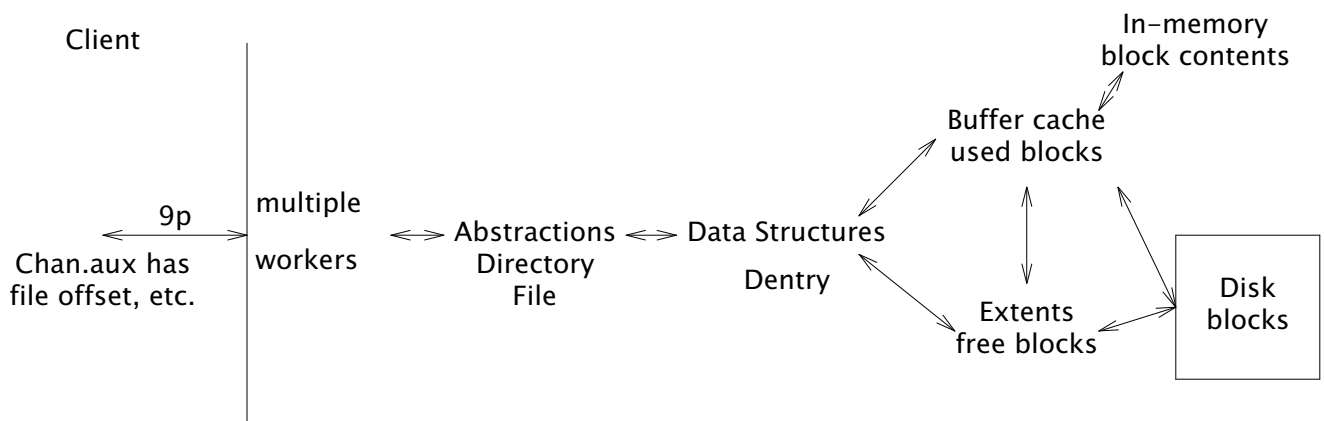 Client
In-memory
block contents
Buffer cache
used blocks
9p
multiple
workers
Chan.aux has
file offset, etc.
Abstractions
Directory
File
Data Structures
Dentry
Extents
free blocks
Disk
blocks